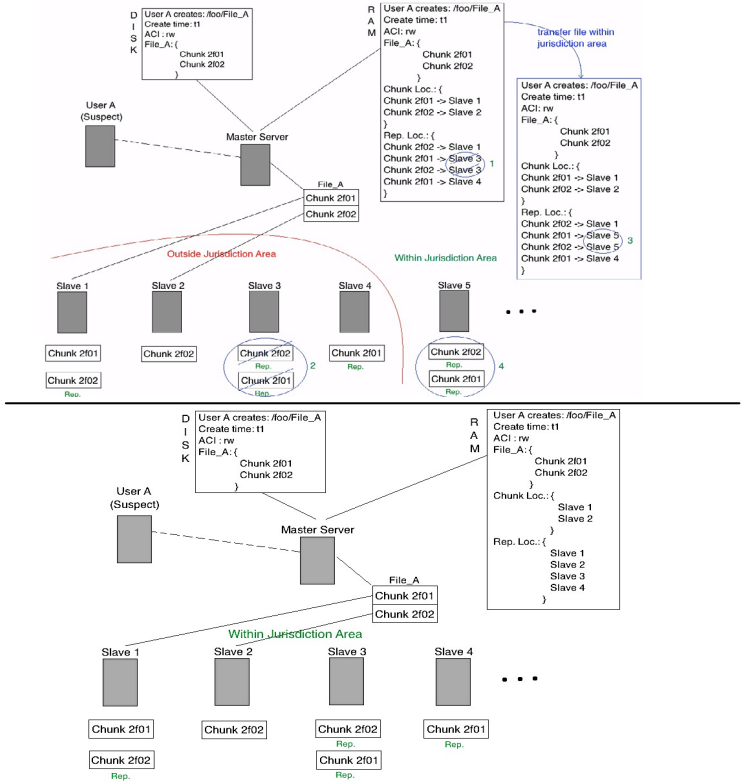 D
I
S
K
User A creates: /foo/File_A
Create time: t1
ACI : rw
File_A: {
Chunk 2f01
Chunk 2f02
}
R
A
M
User A creates: /foo/File_A
Create time: t1
ACI: rw
File_A: {
Chunk 2f01
Chunk 2f02
}
Chunk Loc.: {
Chunk 2f01 -> Slave 1
Chunk 2f02 -> Slave 2
}
Rep. Loc.: {
Chunk 2f02 -> Slave 1
Chunk 2f01 -> Slave 3
Chunk 2f02 -> Slave 3
Chunk 2f01 -> Slave 4
}
1
transfer file within
jurisdiction area
User A creates: /foo/File_A
Create time: t1
ACI: rw
File_A: {
Chunk 2f01
Chunk 2f02
}
Chunk Loc.: {
Chunk 2f01 -> Slave 1
Chunk 2f02 -> Slave 2
}
Rep. Loc.: {
Chunk 2f02 -> Slave 1
Chunk 2f01 -> Slave 5
Chunk 2f02 -> Slave 5
Chunk 2f01 -> Slave 4
}
3
User A
(Suspect)
Master Server
File_A
Chunk 2f01
Chunk 2f02
Outside Jurisdiction Area
Within Jurisdiction Area
Slave 1
Slave 2
Slave 3
Slave 4
Slave 5
Chunk 2f01
Chunk 2f02
Chunk 2f02
Rep.
Chunk 2f01
Rep.
Chunk 2f02
Rep.
Chunk 2f02
Rep.
Chunk 2f01
Rep.
2
Chunk 2f01
Rep.
4
D
I
S
K
User A creates: /foo/File_A
Create time: t1
ACI : rw
File_A: {
Chunk 2f01
Chunk 2f02
}
R
A
M
User A creates: /foo/File_A
Create time: t1
ACI : rw
File_A: {
Chunk 2f01
Chunk 2f02
}
Chunk Loc.: {
Slave 1
Slave 2
}
Rep. Loc.: {
Slave 1
Slave 2
Slave 3
Slave 4
}
User A
(Suspect)
Master Server
File_A
Chunk 2f01
Chunk 2f02
Within Jurisdiction Area
Slave 1
Slave 2
Slave 3
Slave 4
Chunk 2f01
Chunk 2f02
Chunk 2f02
Rep.
Chunk 2f01
Rep.
Chunk 2f02
Rep.
Chunk 2f01
Rep.